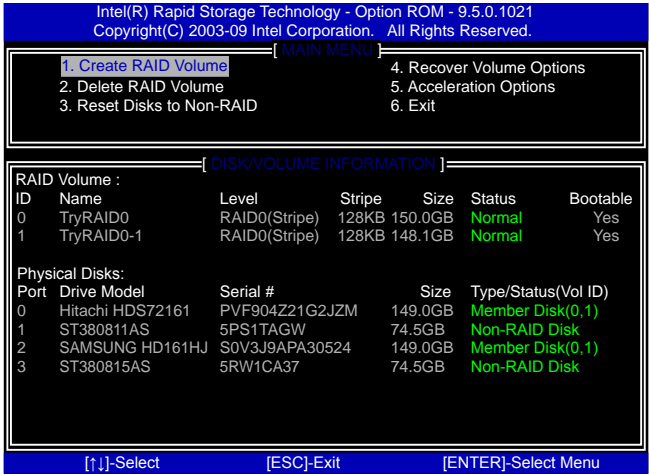 Intel(R) Rapid Storage Technology - Option ROM - 9.5.0.1021
Copyright(C) 2003-09 Intel Corporation.   All Rights Reserved.
[ MAIN MENU ]
1. Create RAID Volume
2. Delete RAID Volume
3. Reset Disks to Non-RAID
4. Recover Volume Options
5. Acceleration Options
6. Exit
[ DISK/VOLUME INFORMATION ]
RAID Volume :
ID Name Level Stripe Size Status Bootable
0 TryRAID0 RAID0(Stripe) 128KB 150.0GB Normal Yes
1 TryRAID0-1 RAID0(Stripe) 128KB 148.1GB Normal Yes
Physical Disks:
Port Drive Model Serial # Size Type/Status(Vol ID)
0 Hitachi HDS72161 PVF904Z21G2JZM 149.0GB Member Disk(0,1)
1 ST380811AS 5PS1TAGW 74.5GB Non-RAID Disk
2 SAMSUNG HD161HJ S0V3J9APA30524 149.0GB Member Disk(0,1)
3 ST380815AS 5RW1CA37 74.5GB Non-RAID Disk
[↑↓]-Select [ESC]-Exit [ENTER]-Select Menu